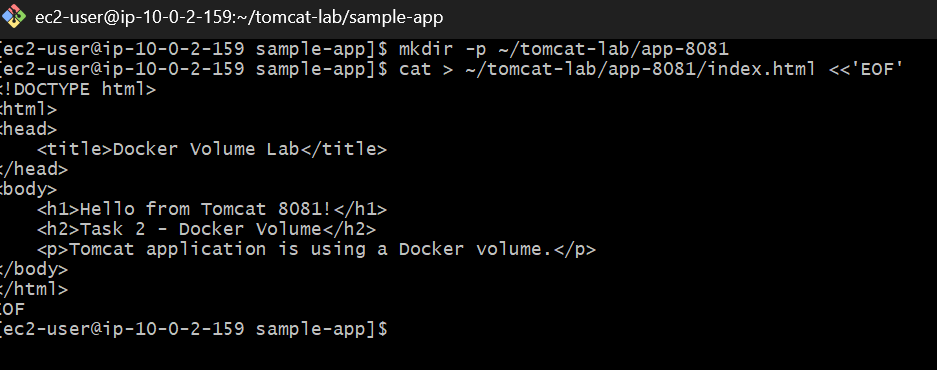 ec2-user@ip-10-0-2-159:~/tomcat-lab/sample-app
[ec2-user@ip-10-0-2-159 sample-app]$ mkdir -p ~/tomcat-lab/app-8081
[ec2-user@ip-10-0-2-159 sample-app]$ cat > ~/tomcat-lab/app-8081/index.html <<'EOF'
<!DOCTYPE html>
<html>
<head>
    <title>Docker Volume Lab</title>
</head>
<body>
    <h1>Hello from Tomcat 8081!</h1>
    <h2>Task 2 - Docker Volume</h2>
    <p>Tomcat application is using a Docker volume.</p>
</body>
</html>
EOF
[ec2-user@ip-10-0-2-159 sample-app]$